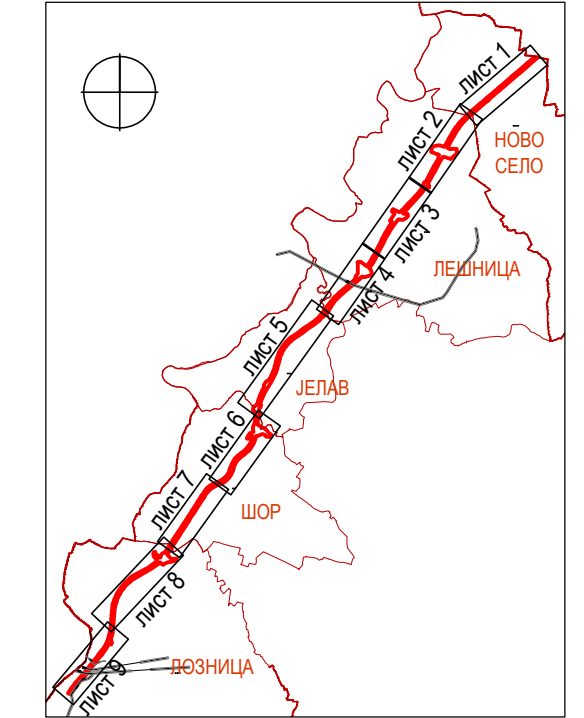 ЛИСТ 1
ЛИСТ 2
НОВО
СЕЛО
ЛИСТ 3
ЛЕШНИЦА
ЛИСТ 4
ЛИСТ 5
ЈЕЛАВ
ЛИСТ 6
ЛИСТ 7
ШОР
ЛИСТ 8
ЛОЗНИЦА
ЛИСТ 9